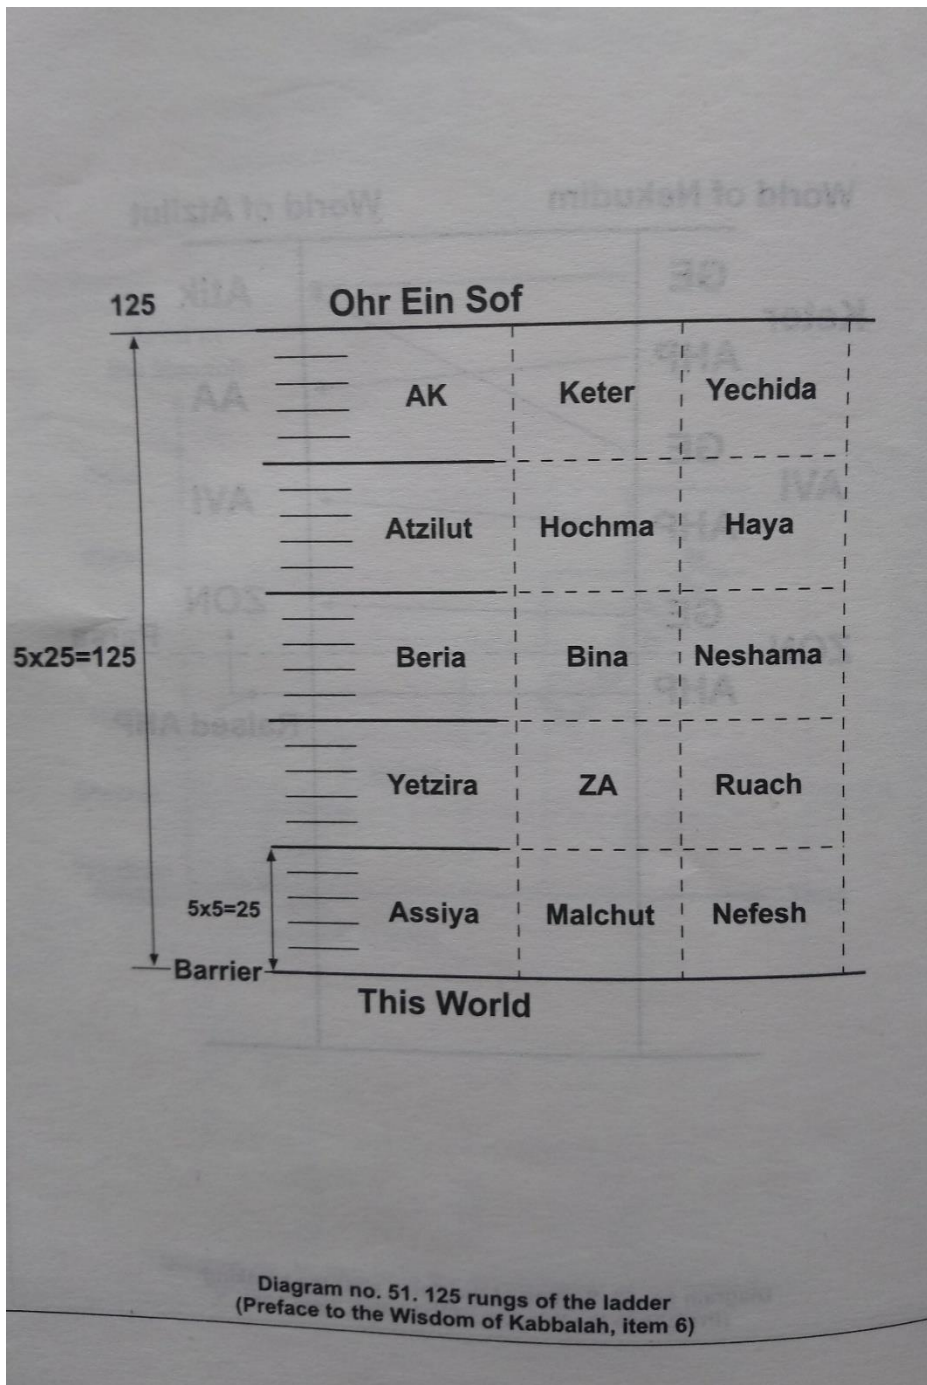 125 Ohr Ein Sof
AK Keter Yechida
Atzilut Hochma Haya
5x25=125 Beria Bina Neshama
Yetzira ZA Ruach
5x5=25 Assiya Malchut Nefesh
Barrier
This World
Diagram no. 51. 125 rungs of the ladder
(Preface to the Wisdom of Kabbalah, item 6)